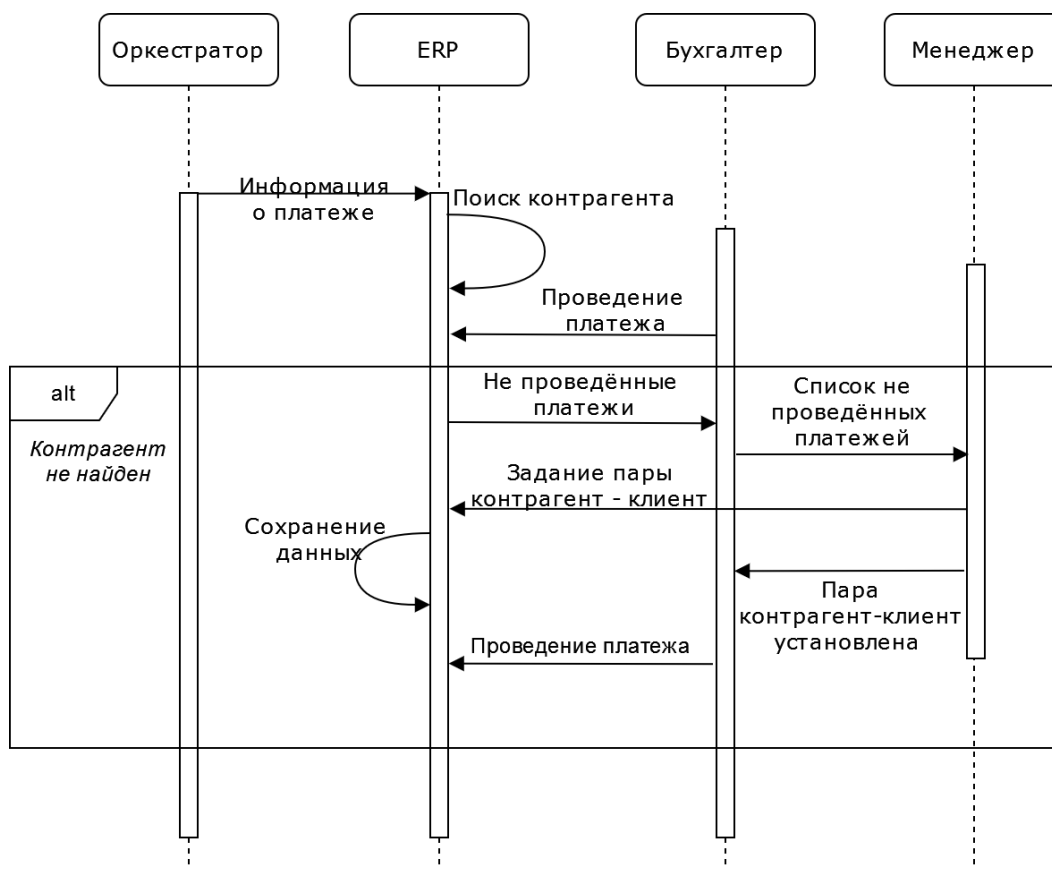 Оркестратор
ERP
Бухгалтер
Менеджер
Информация
о платеже
Поиск контрагента
Проведение
платежа
alt
Контрагент
не найден
Не проведённые
платежи
Список не
проведённых
платежей
Задание пары
контрагент - клиент
Сохранение
данных
Пара
контрагент-клиент
установлена
Проведение платежа